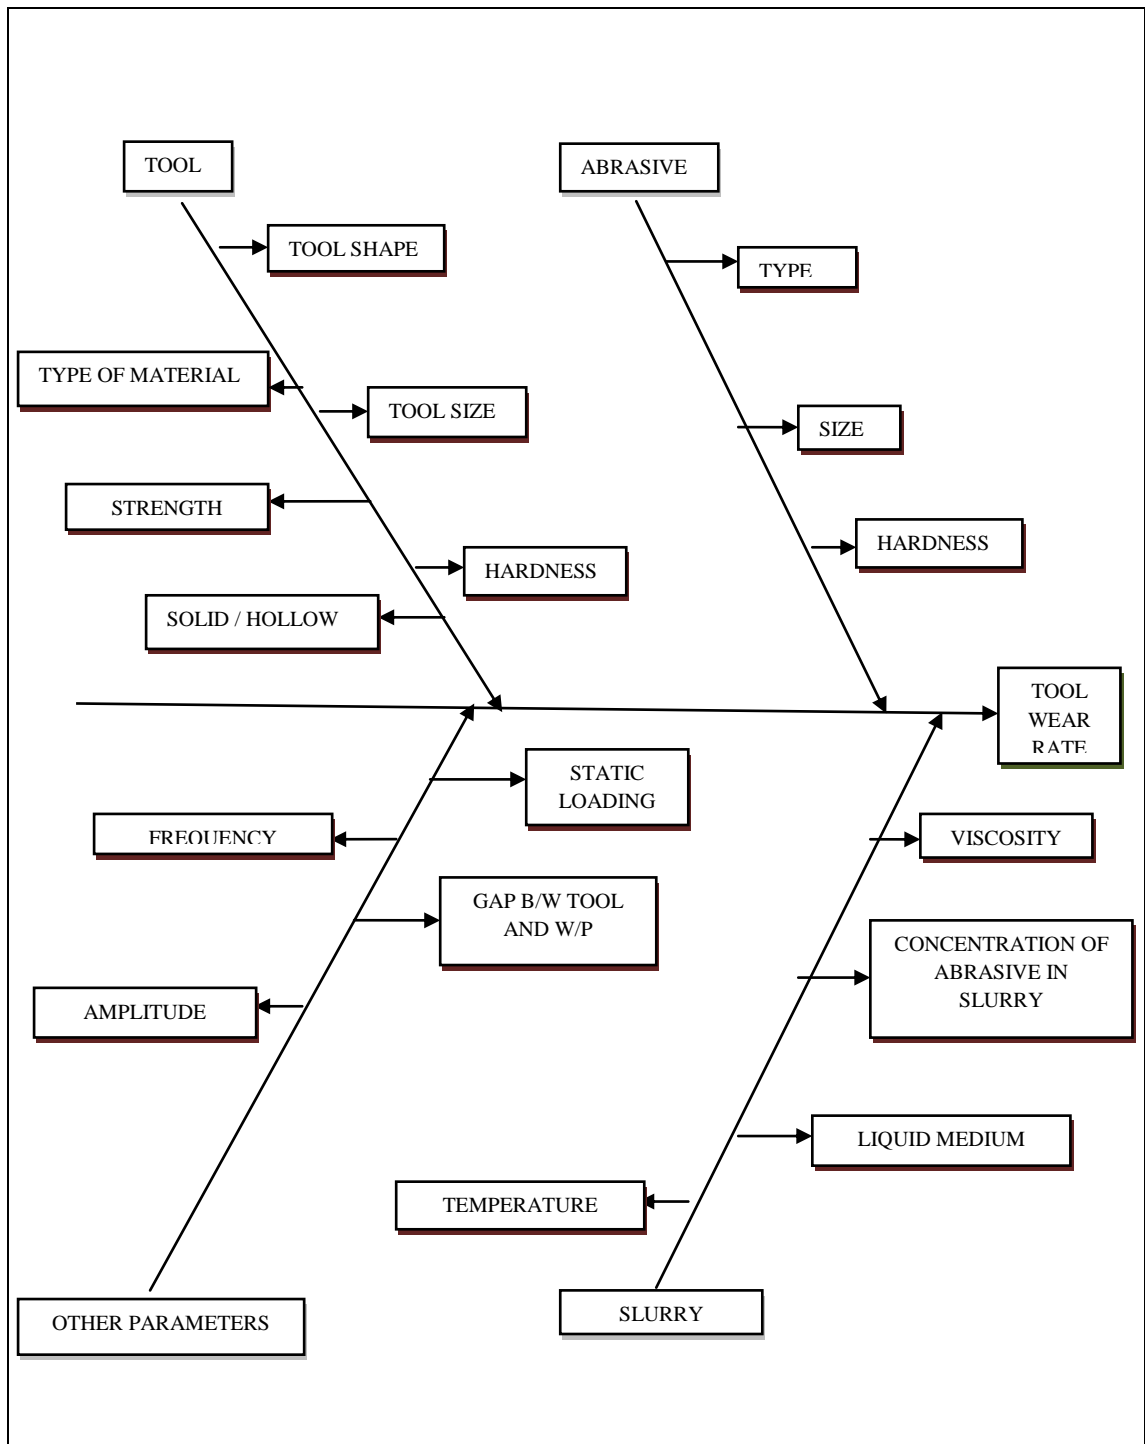 TOOL
ABRASIVE
TOOL SHAPE
TYPE
TYPE OF MATERIAL
TOOL SIZE
SIZE
STRENGTH
HARDNESS
HARDNESS
SOLID / HOLLOW
TOOL
WEAR
RATE
STATIC
LOADING
FREQUENCY
VISCOSITY
GAP B/W TOOL
AND W/P
CONCENTRATION OF
ABRASIVE IN
SLURRY
AMPLITUDE
LIQUID MEDIUM
TEMPERATURE
OTHER PARAMETERS
SLURRY